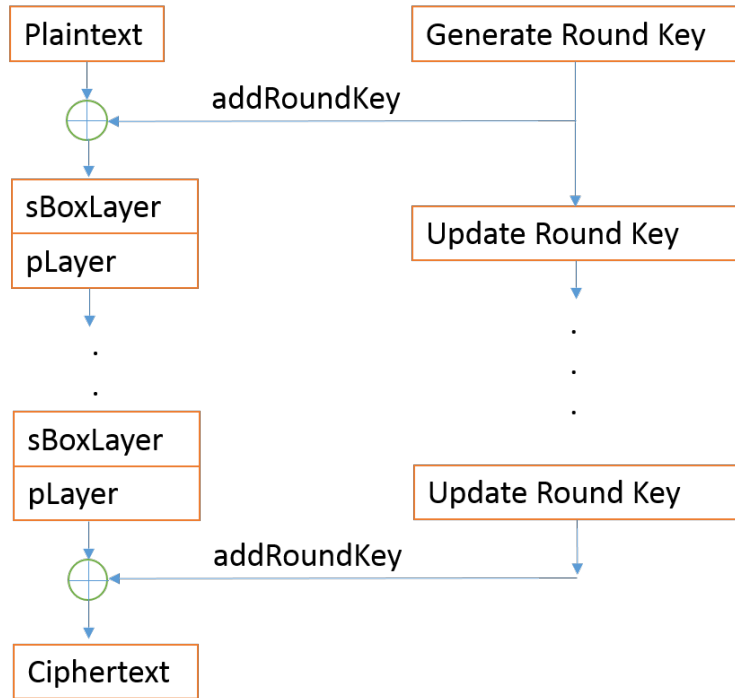 Plaintext
Generate Round Key
addRoundKey
sBoxLayer
pLayer
Update Round Key
.
.
.
.
.
sBoxLayer
pLayer
Update Round Key
addRoundKey
Ciphertext